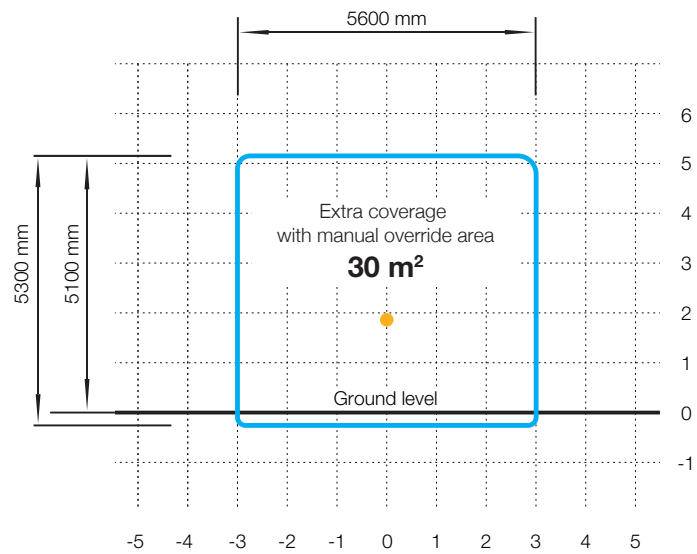 5600 mm
6
5
4
3
2
1
0
-1
5300 mm
5100 mm
Extra coverage
with manual override area
30 m²
Ground level
-5 -4 -3 -2 -1 0 1 2 3 4 5